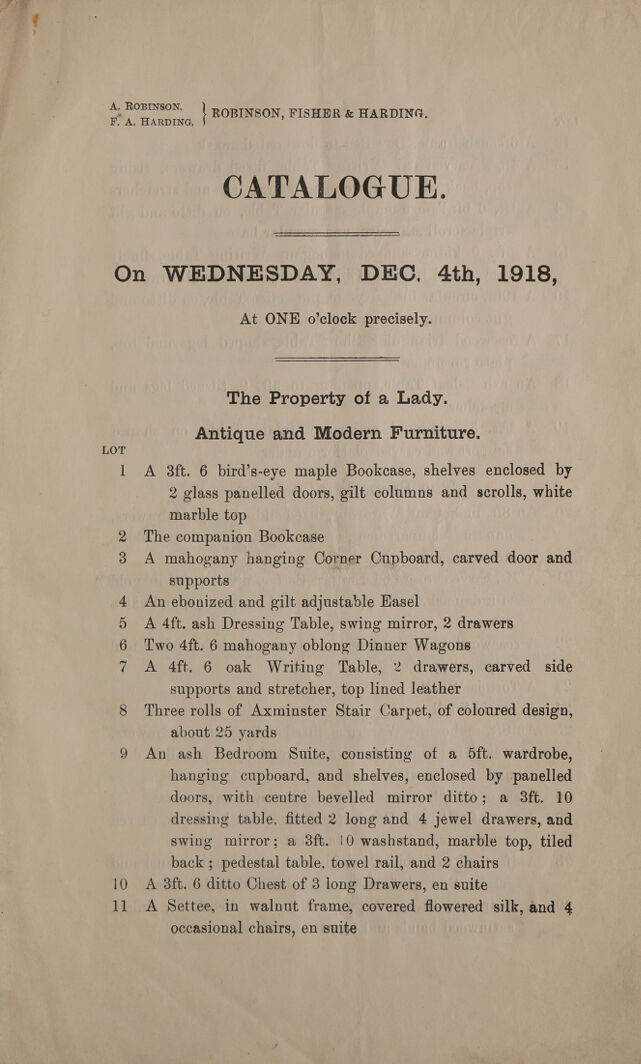 A. ROBINSON,
F. A. HARDING,
} ROBINSON, FISHER & HARDING.
CATALOGUE.
On WEDNESDAY, DEC. 4th, 1918,
At ONE o'clock precisely.
The Property of a Lady.
Antique and Modern Furniture.
LOT
1 A 3ft. 6 bird's-eye maple Bookcase, shelves enclosed by
2 glass panelled doors, gilt columns and scrolls, white
marble top
2 The companion Bookcase
3 A mahogany hanging Corner Cupboard, carved door and
supports
4 An ebonized and gilt adjustable Easel
5 A 4ft. ash Dressing Table, swing mirror, 2 drawers
6 Two 4ft. 6 mahogany oblong Dinner Wagons
7 A 4ft. 6 oak Writing Table, 2 drawers, carved side
supports and stretcher, top lined leather
8 Three rolls of Axminster Stair Carpet, of coloured design,
about 25 yards
9 An ash Bedroom Suite, consisting of a 5ft. wardrobe,
hanging cupboard, and shelves, enclosed by panelled
doors, with centre bevelled mirror ditto; a 3ft. 10
dressing table, fitted 2 long and 4 jewel drawers, and
swing mirror; a 3ft. 10 washstand, marble top, tiled
back; pedestal table, towel rail, and 2 chairs
10 A 3ft. 6 ditto Chest of 3 long Drawers, en suite
11 A Settee, in walnut frame, covered flowered silk, and 4
occasional chairs, en suite